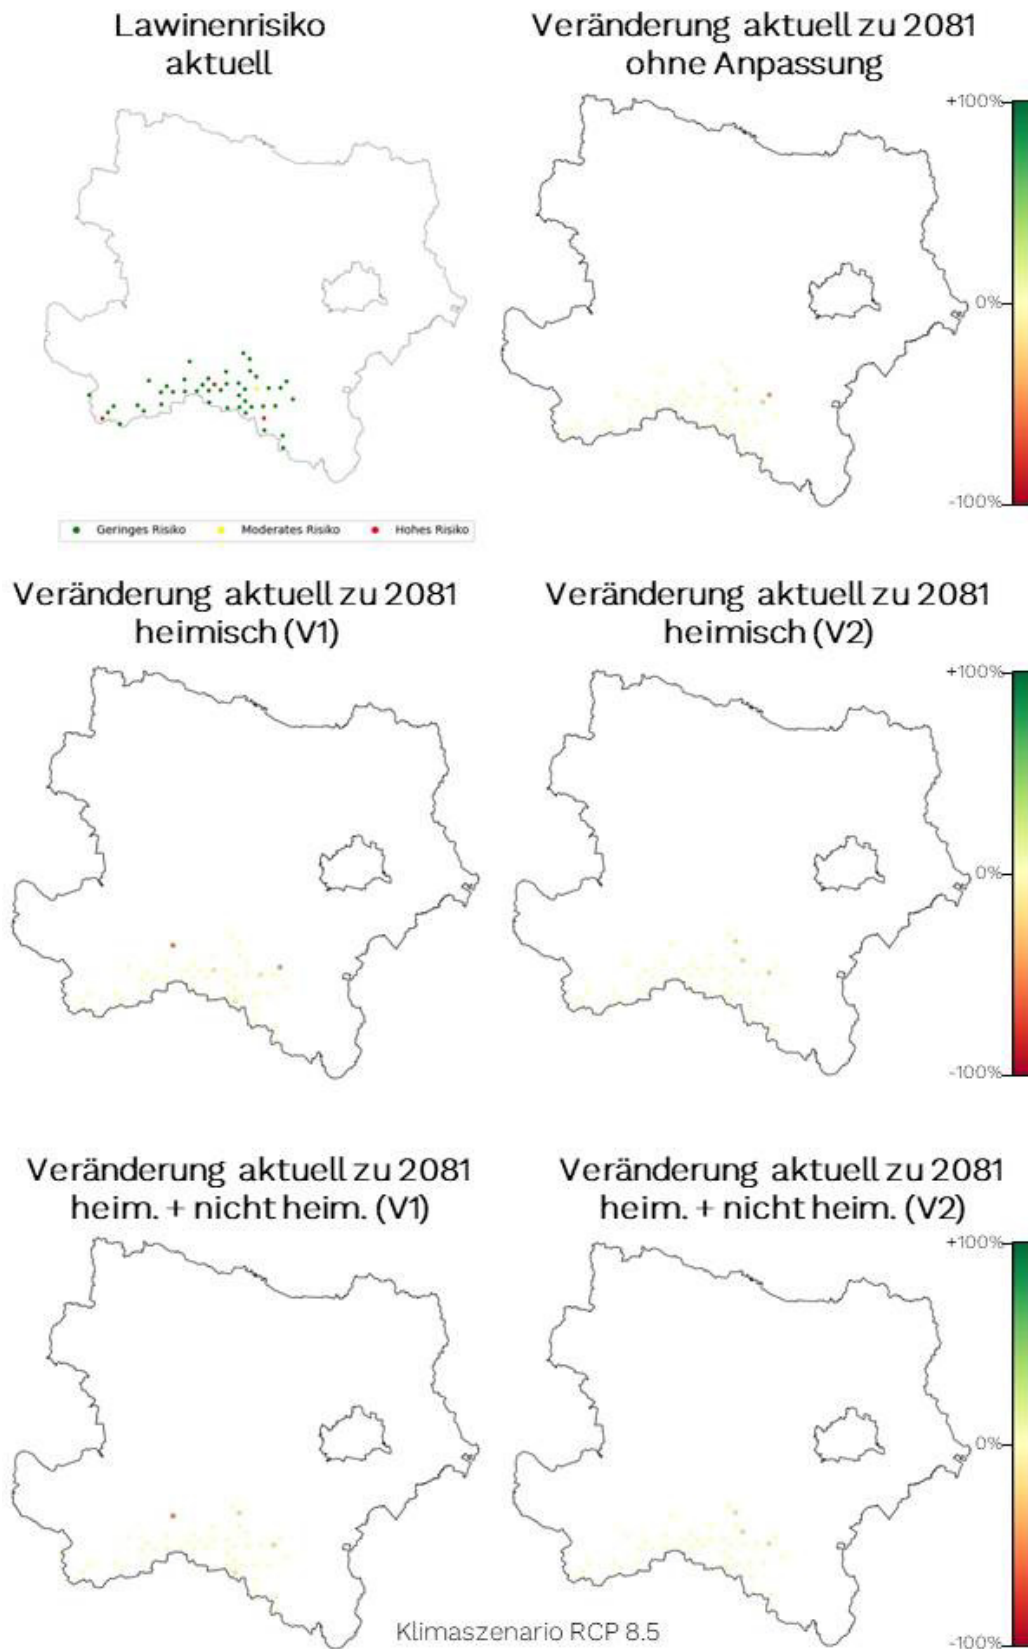 Lawinenrisiko
aktuell
Veränderung aktuell zu 2081
ohne Anpassung
+100%
0%
-100%
Geringes Risiko
Moderates Risiko
Hohes Risiko
Veränderung aktuell zu 2081
heimisch (V1)
Veränderung aktuell zu 2081
heimisch (V2)
+100%
0%
-100%
Veränderung aktuell zu 2081
heim. + nicht heim. (V1)
Veränderung aktuell zu 2081
heim. + nicht heim. (V2)
+100%
0%
-100%
Klimaszenario RCP 8.5